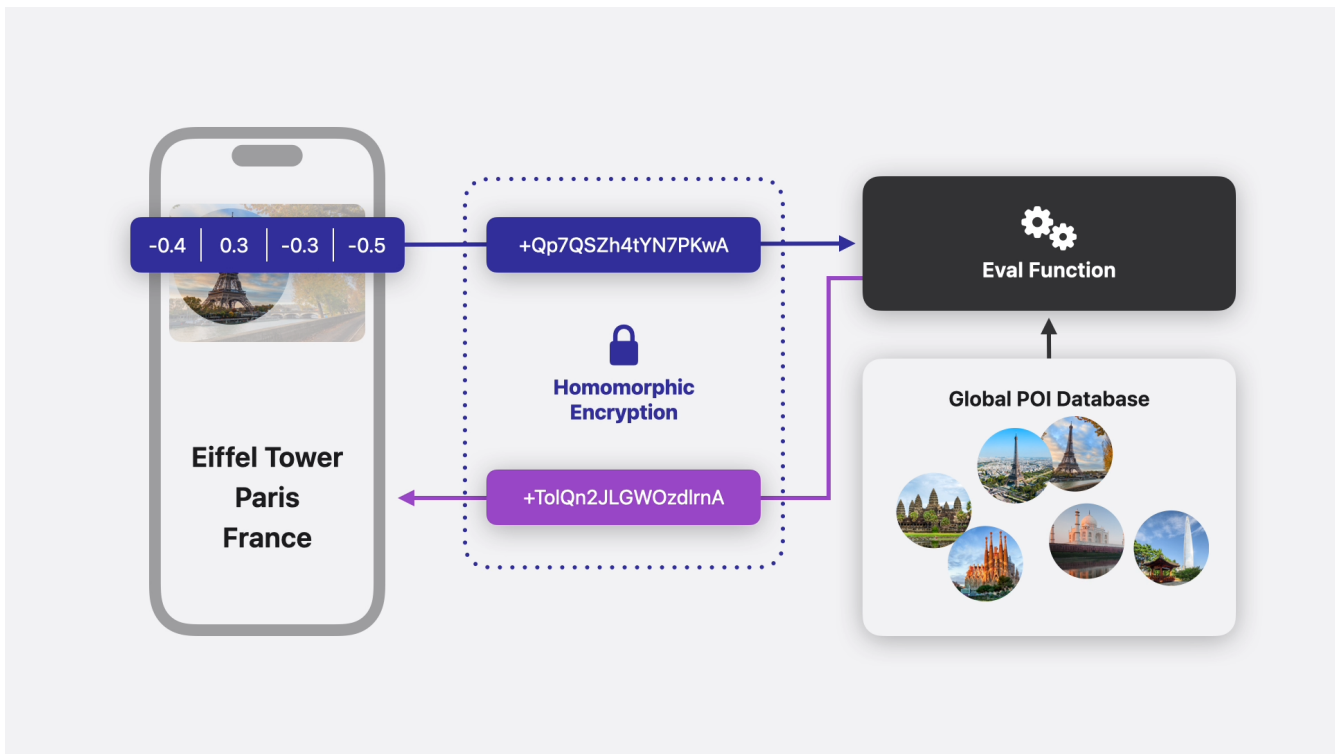 -0.4 | 0.3 | -0.3 | -0.5
+Qp7QSZh4tYN7PKwA
Eval Function
Homomorphic
Encryption
Global POI Database
+TolQn2JLGWOzdlrnA
Eiffel Tower
Paris
France